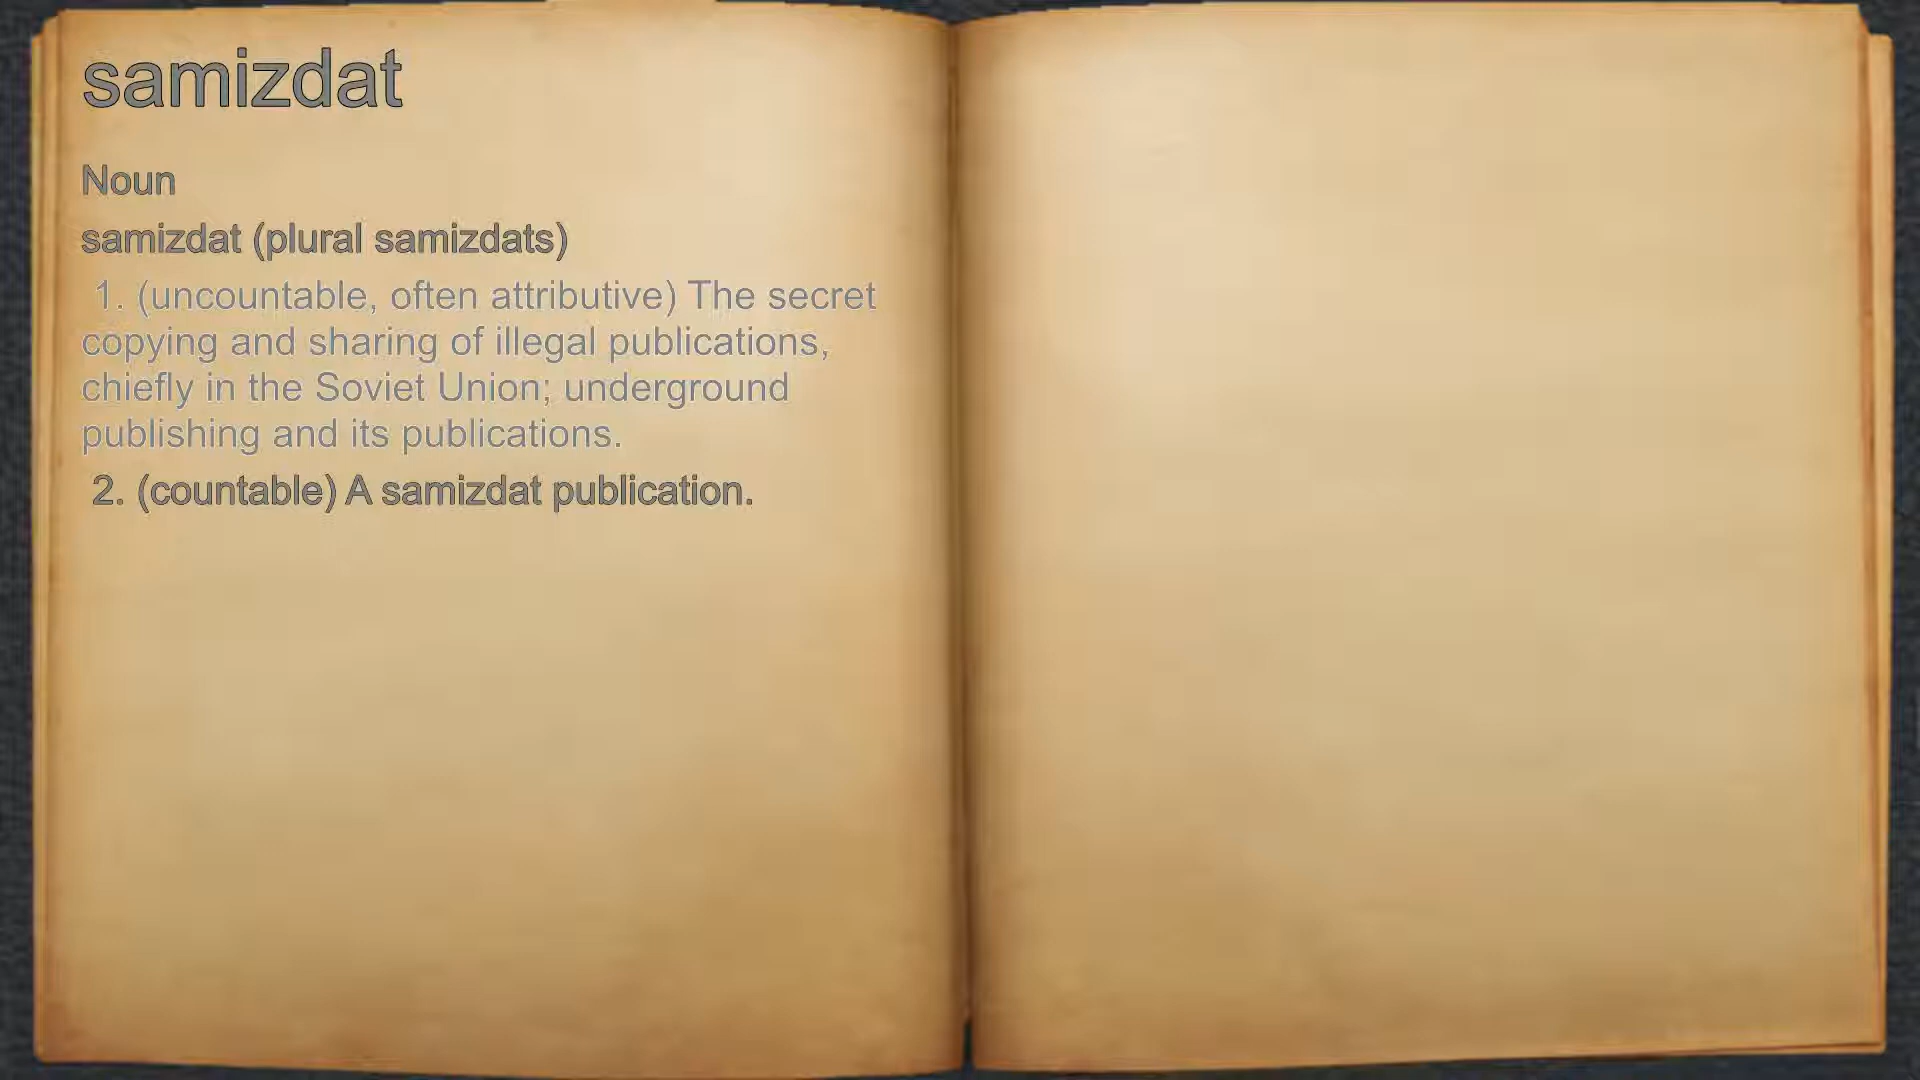 samizdat
Noun
samizdat (plural samizdats)
1. (uncountable, often attributive) The secret
copying and sharing of illegal publications,
chiefly in the Soviet Union; underground
publishing and its publications.
2. (countable) A samizdat publication.